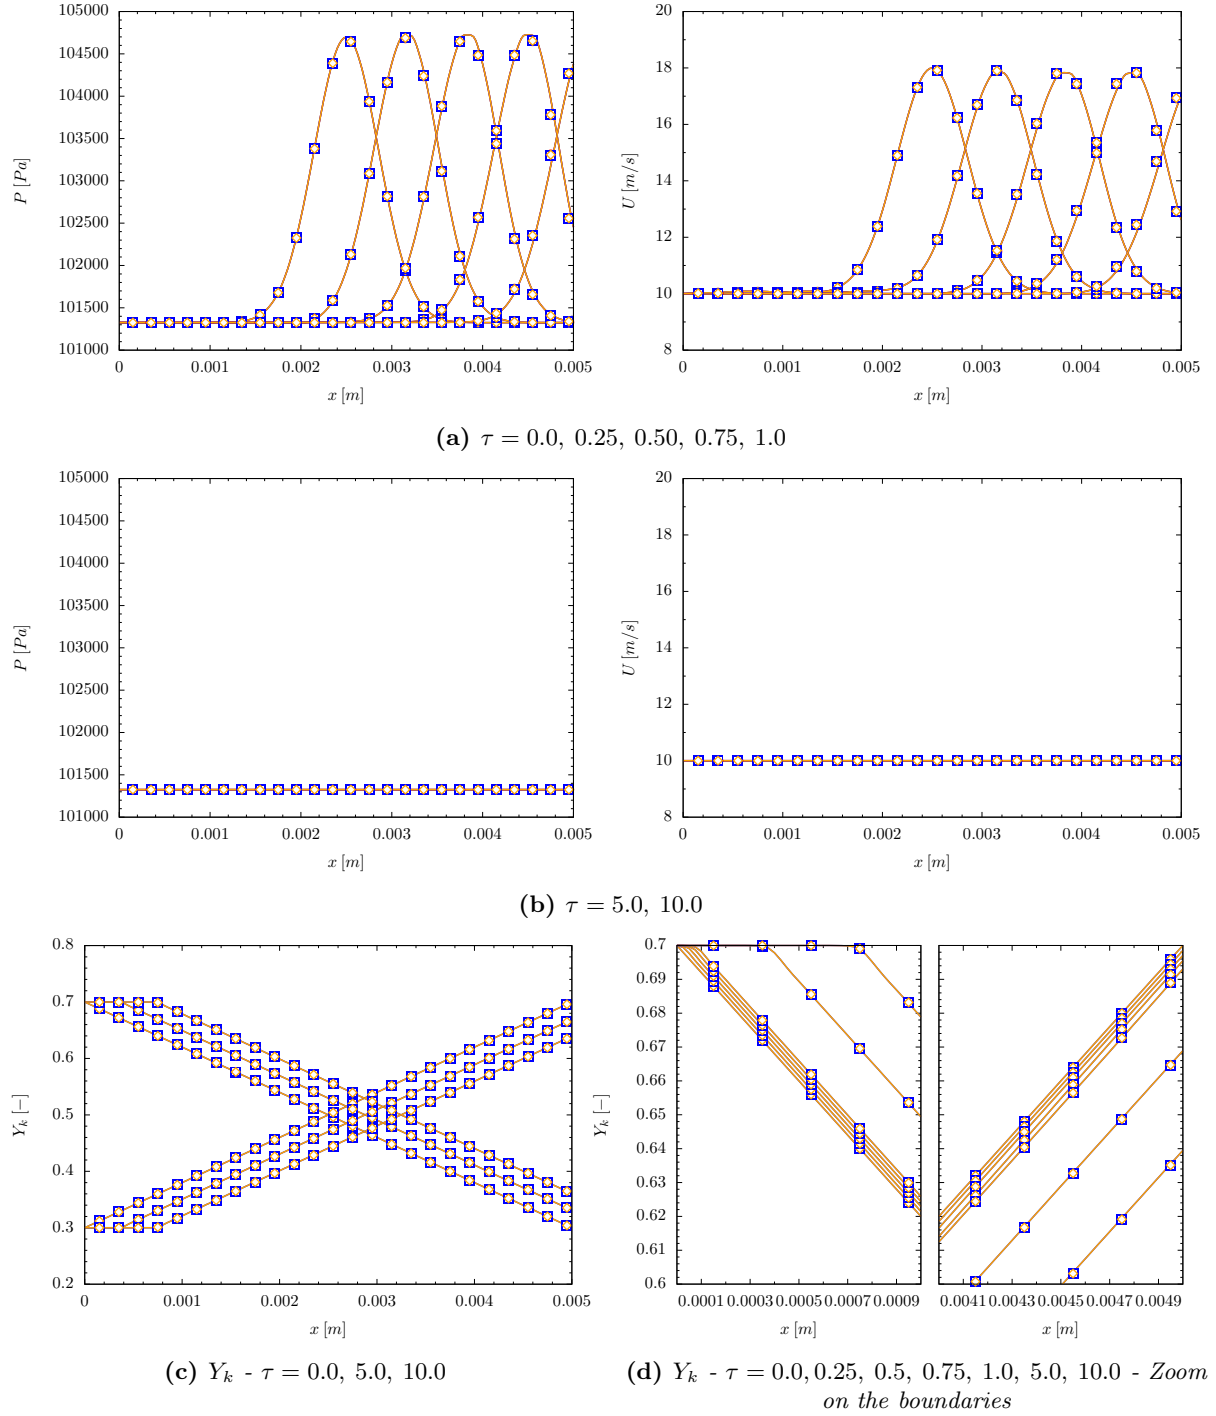 105000
104500
104000
103500
103000
102500
102000
101500
101000
P [Pa]
0 0.001 0.002 0.003 0.004 0.005
x [m]
20
18
16
14
12
10
8
U [m/s]
0 0.001 0.002 0.003 0.004 0.005
x [m]
(a) τ = 0.0, 0.25, 0.50, 0.75, 1.0
105000
104500
104000
103500
103000
102500
102000
101500
101000
P [Pa]
0 0.001 0.002 0.003 0.004 0.005
x [m]
20
18
16
14
12
10
8
U [m/s]
0 0.001 0.002 0.003 0.004 0.005
x [m]
(b) τ = 5.0, 10.0
0.8
0.7
0.6
0.5
0.4
0.3
0.2
Y_k [−]
0 0.001 0.002 0.003 0.004 0.005
x [m]
0.7
0.69
0.68
0.67
0.66
0.65
0.64
0.63
0.62
0.61
0.6
Y_k [−]
0.0001 0.0003 0.0005 0.0007 0.0009
x [m]
0.0041 0.0043 0.0045 0.0047 0.0049
x [m]
(c) Y_k - τ = 0.0, 5.0, 10.0
(d) Y_k - τ = 0.0, 0.25, 0.5, 0.75, 1.0, 5.0, 10.0 - Zoom
on the boundaries